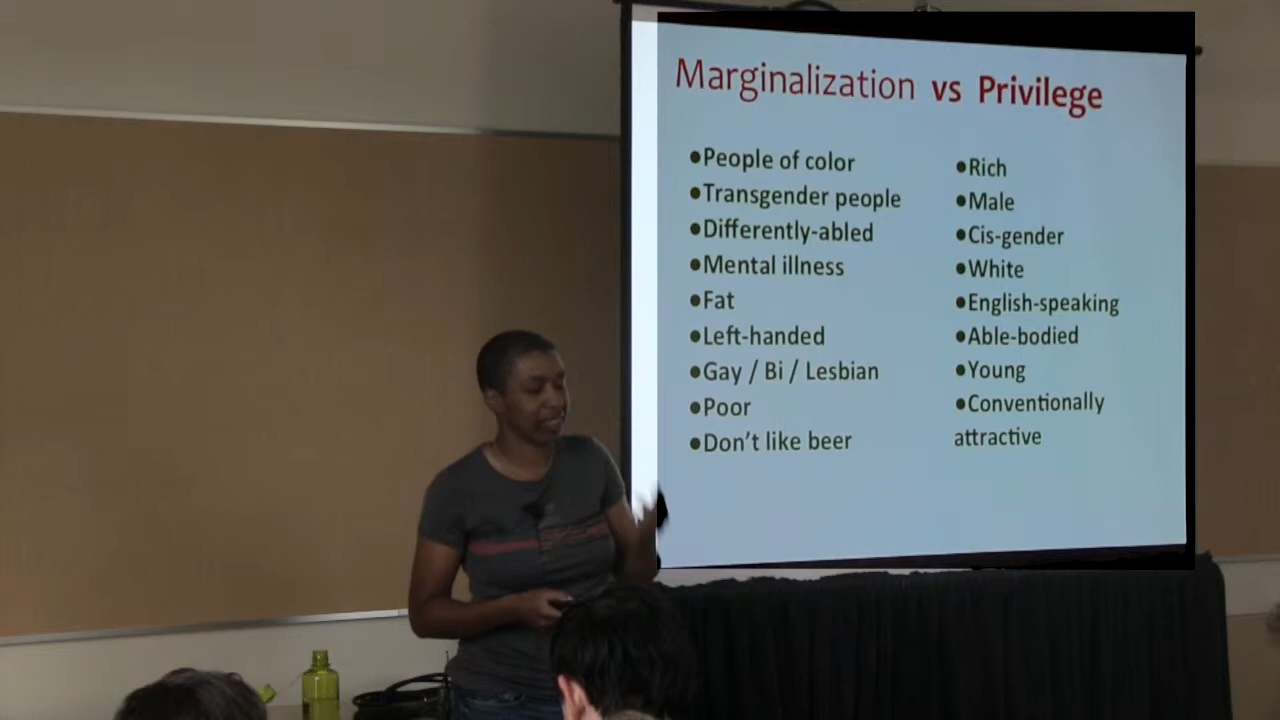 Marginalization vs Privilege
●People of color
●Transgender people
●Differently-abled
●Mental illness
●Fat
●Left-handed
●Gay / Bi / Lesbian
●Poor
●Don't like beer
●Rich
●Male
●Cis-gender
●White
●English-speaking
●Able-bodied
●Young
●Conventionally
attractive